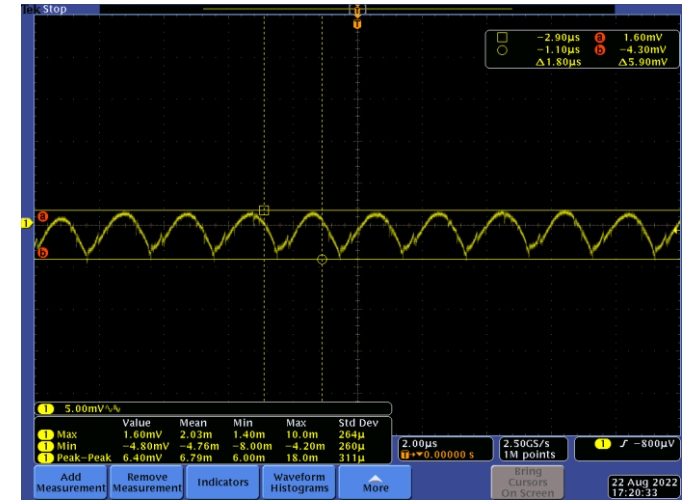 Tek Stop
T
T
−2.90µs a 1.60mV
−1.10µs b −4.30mV
Δ1.80µs Δ5.90mV
a
1
b
1 5.00mV
Value Mean Min Max Std Dev
1 Max 1.60mV 2.03m 1.40m 10.0m 264µ
1 Min −4.80mV −4.76m −8.00m −4.20m 260µ
1 Peak–Peak 6.40mV 6.79m 6.00m 18.0m 311µ
2.00µs
T→▼0.00000 s
2.50GS/s
1M points
1 −800µV
Add
Measurement
Remove
Measurement
Indicators
Waveform
Histograms
More
Bring
Cursors
On Screen
22 Aug 2022
17:20:33